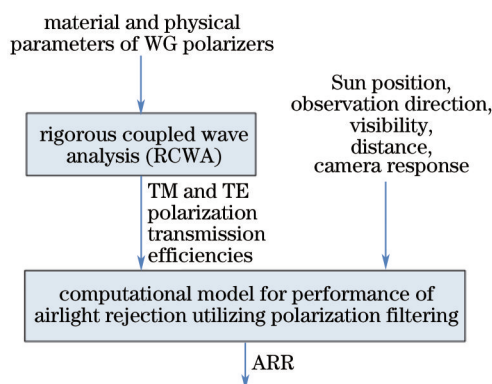 material and physical
parameters of WG polarizers
Sun position,
observation direction,
visibility,
distance,
camera response
rigorous coupled wave
analysis (RCWA)
TM and TE
polarization
transmission
efficiencies
computational model for performance of
airlight rejection utilizing polarization filtering
ARR